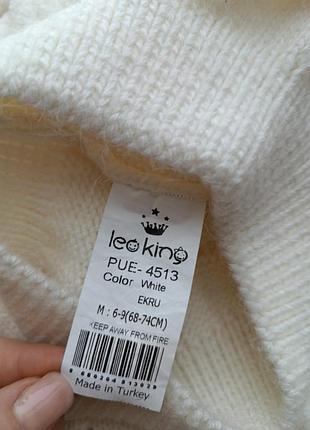 leo king
PUE- 4513
Color White
EKRU
M : 6-9(68-74CM)
KEEP AWAY FROM FIRE
Made in Turkey